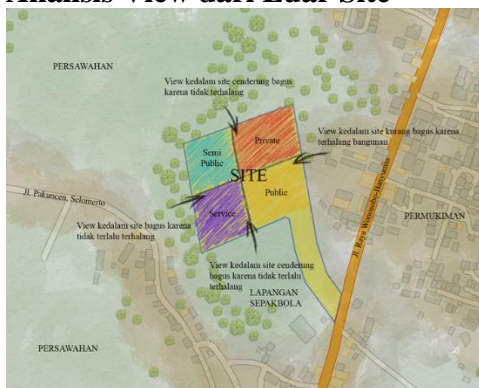 Analisis View dari Luar Site
PERSAWAHAN
View kedalam site cenderung bagus
karena tidak terhalang
Private
Semi
Public
View kedalam site kurang bagus karena
terhalang bangunan
SITE
Public
Jl. Pakuncen, Selomerto
Service
PERMUKIMAN
View kedalam site bagus karena
tidak terlalu terhalang
View kedalam site cenderung
bagus karena tidak terlalu
terhalang
LAPANGAN
SEPAKBOLA
PERSAWAHAN